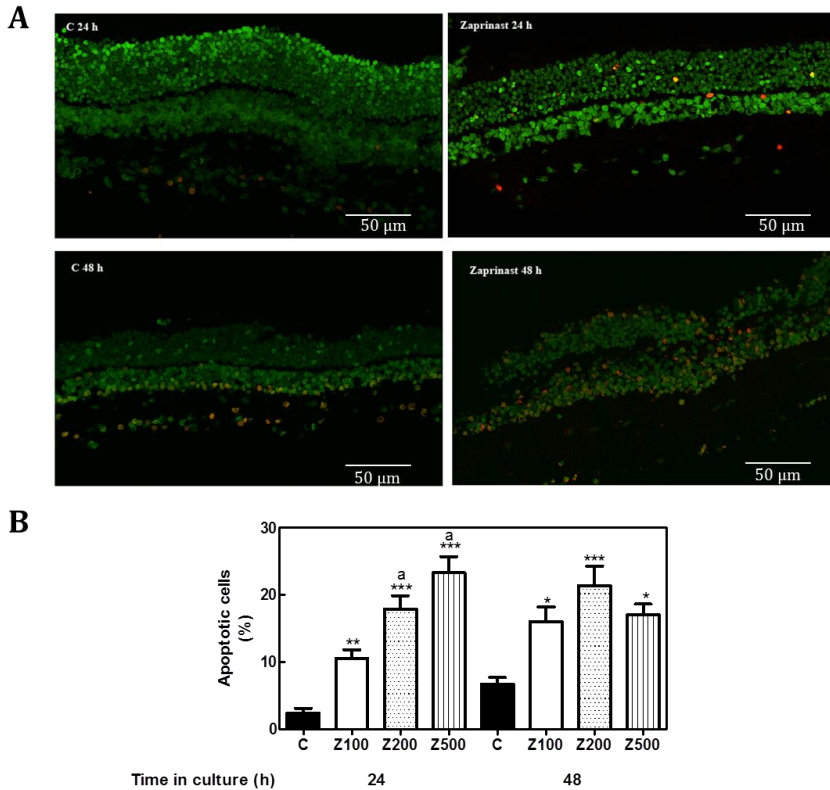 A
C 24 h
Zaprinast 24 h
50 µm
50 µm
C 48 h
Zaprinast 48 h
50 µm
50 µm
B
Apoptotic cells
(%)
30
20
10
0
**
a
***
a
***
*
***
*
C Z100 Z200 Z500 C Z100 Z200 Z500
Time in culture (h) 24 48